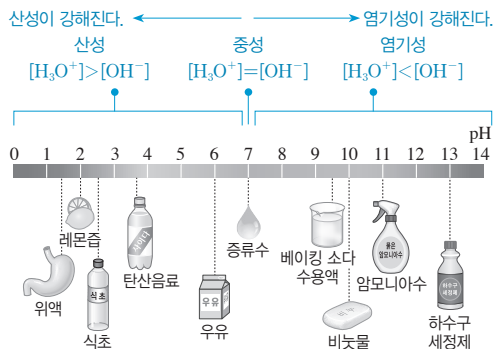 산성이 강해진다.
염기성이 강해진다.
산성
중성
염기성
[H₃O⁺]>[OH⁻]
[H₃O⁺]=[OH⁻]
[H₃O⁺]<[OH⁻]
pH
0 1 2 3 4 5 6 7 8 9 10 11 12 13 14
레몬즙
위액
식초
식초
사이다
탄산음료
우유
우유
증류수
베이킹 소다
수용액
비눗물
묽은
암모니아수
암모니아수
하수구
세정제
하수구
세정제